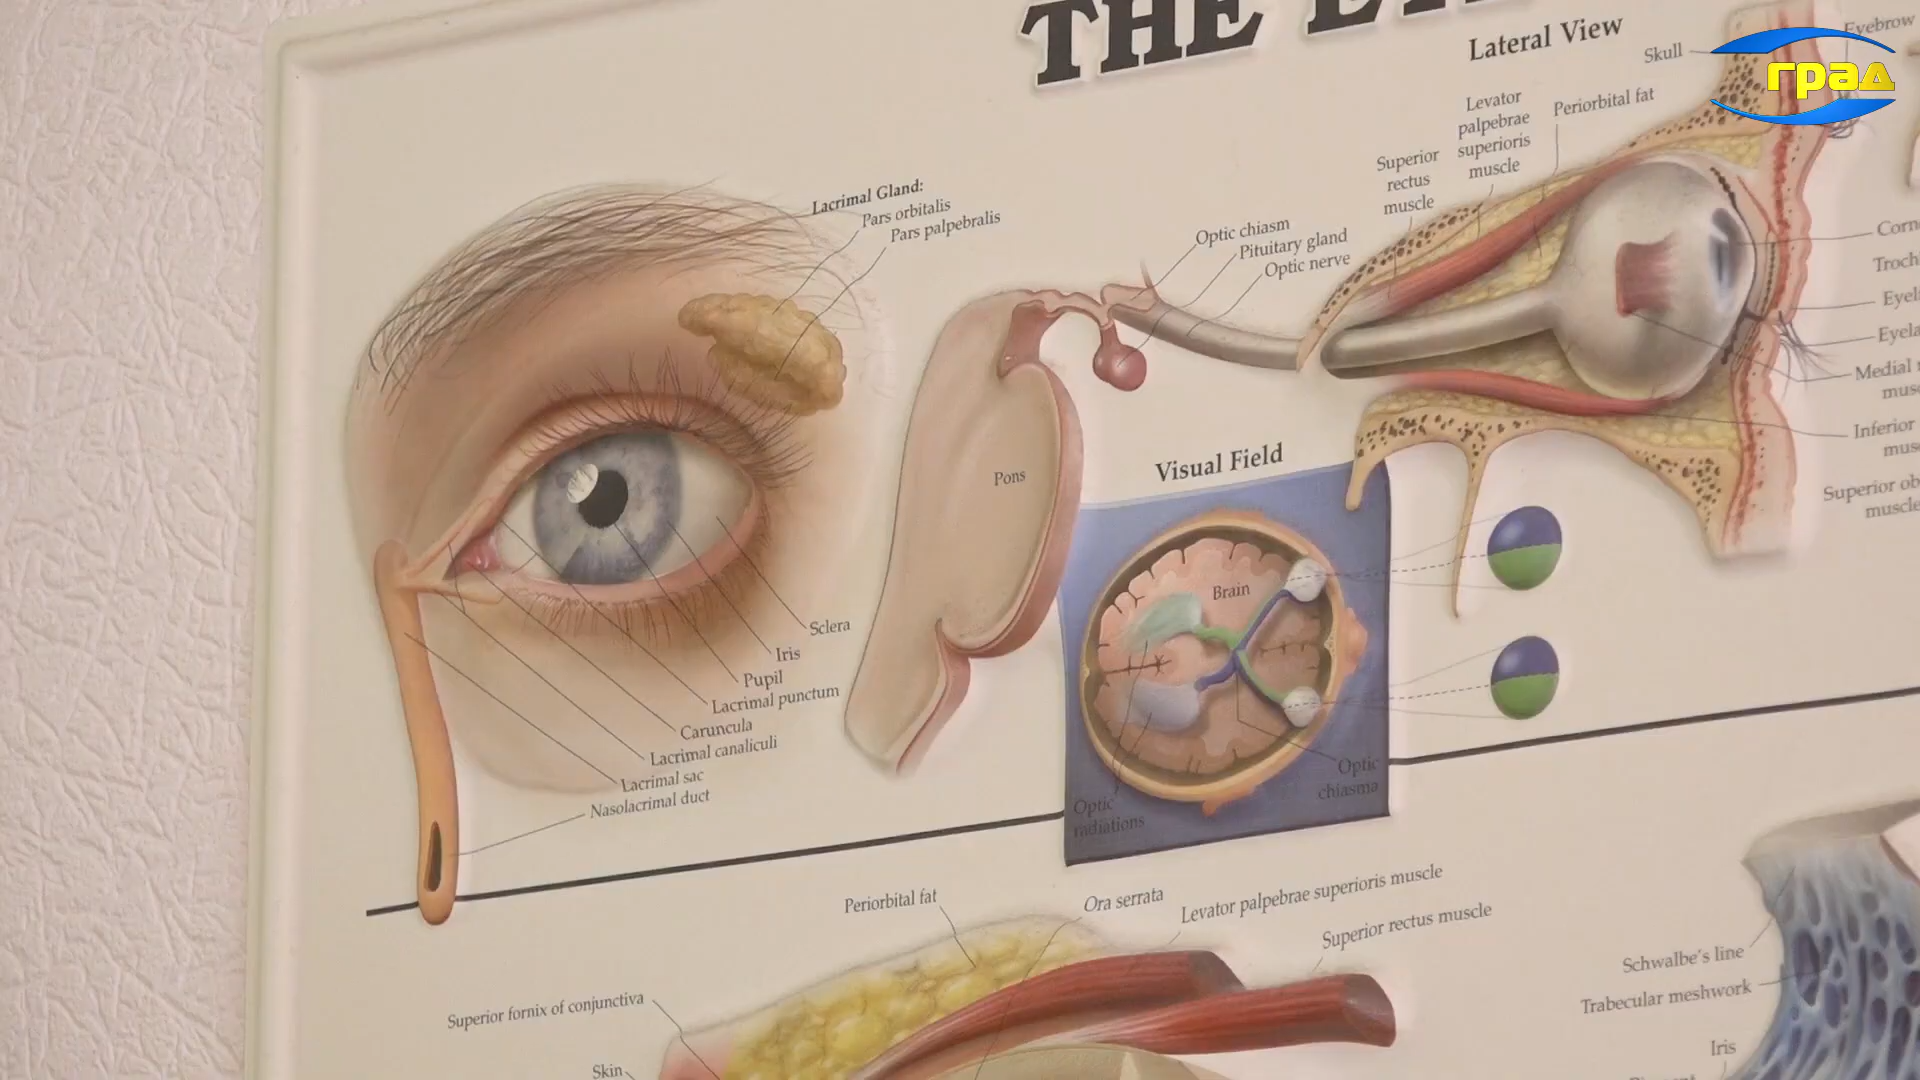 THE
Lateral View
Skull
Eyebrow
град
Levator
palpebrae
superioris
muscle
Periorbital fat
Superior
rectus
muscle
Lacrimal Gland:
Pars orbitalis
Pars palpebralis
Optic chiasm
Pituitary gland
Optic nerve
Medial
Inferior
Superior
muscle
Pons
Visual Field
Brain
Optic
chiasma
Optic
radiations
Sclera
Iris
Pupil
Lacrimal punctum
Caruncula
Lacrimal canaliculi
Lacrimal sac
Nasolacrimal duct
Periorbital fat
Ora serrata
Levator palpebrae superioris muscle
Superior rectus muscle
Superior fornix of conjunctiva
Skin
Schwalbe's line
Trabecular meshwork
Iris